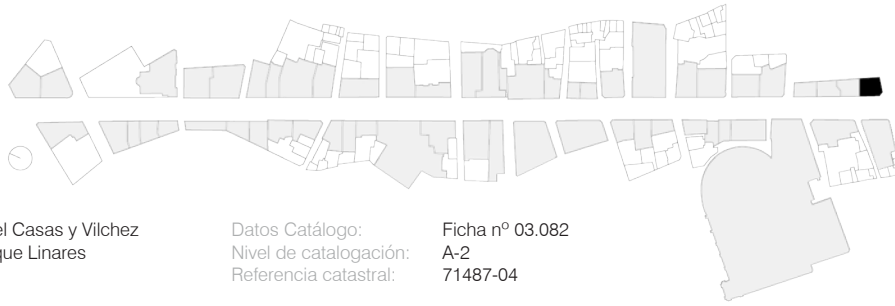 el Casas y Vilchez
que Linares
Datos Catálogo: Ficha nº 03.082
Nivel de catalogación: A-2
Referencia catastral: 71487-04